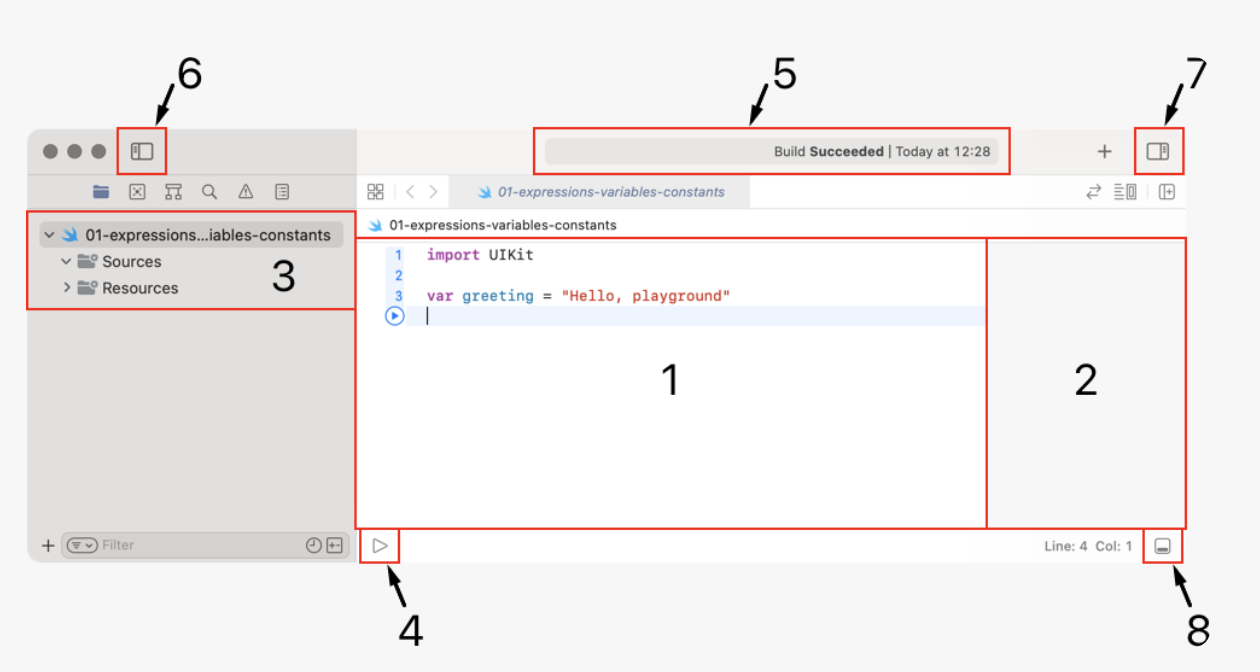 6
5
7
Build Succeeded | Today at 12:28
01-expressions-variables-constants
01-expressions-variables-constants
01-expressions...iables-constants
Sources
Resources
3
1 import UIKit
2
3 var greeting = "Hello, playground"
1
2
Filter
Line: 4 Col: 1
4
8